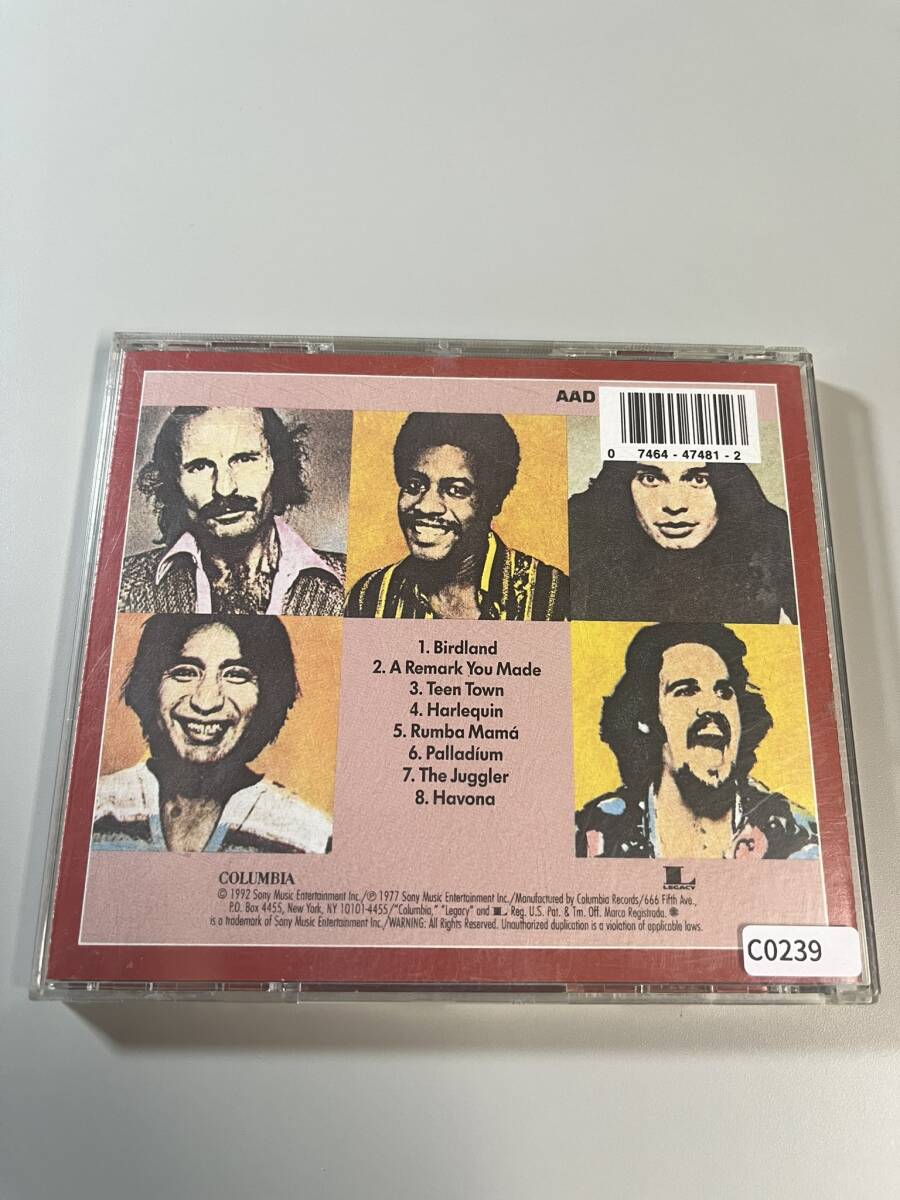 AAD
0 7464 - 47481 - 2
1. Birdland
2. A Remark You Made
3. Teen Town
4. Harlequin
5. Rumba Mamá
6. Palladíum
7. The Juggler
8. Havona
COLUMBIA
L
LEGACY
© 1992 Sony Music Entertainment Inc./℗ 1977 Sony Music Entertainment Inc./Manufactured by Columbia Records/666 Fifth Ave.,
P.O. Box 4455, New York, NY 10101-4455/"Columbia," "Legacy" and L Reg. U.S. Pat. & Tm. Off. Marca Registrada.
is a trademark of Sony Music Entertainment Inc./WARNING: All Rights Reserved. Unauthorized duplication is a violation of applicable laws.
C0239